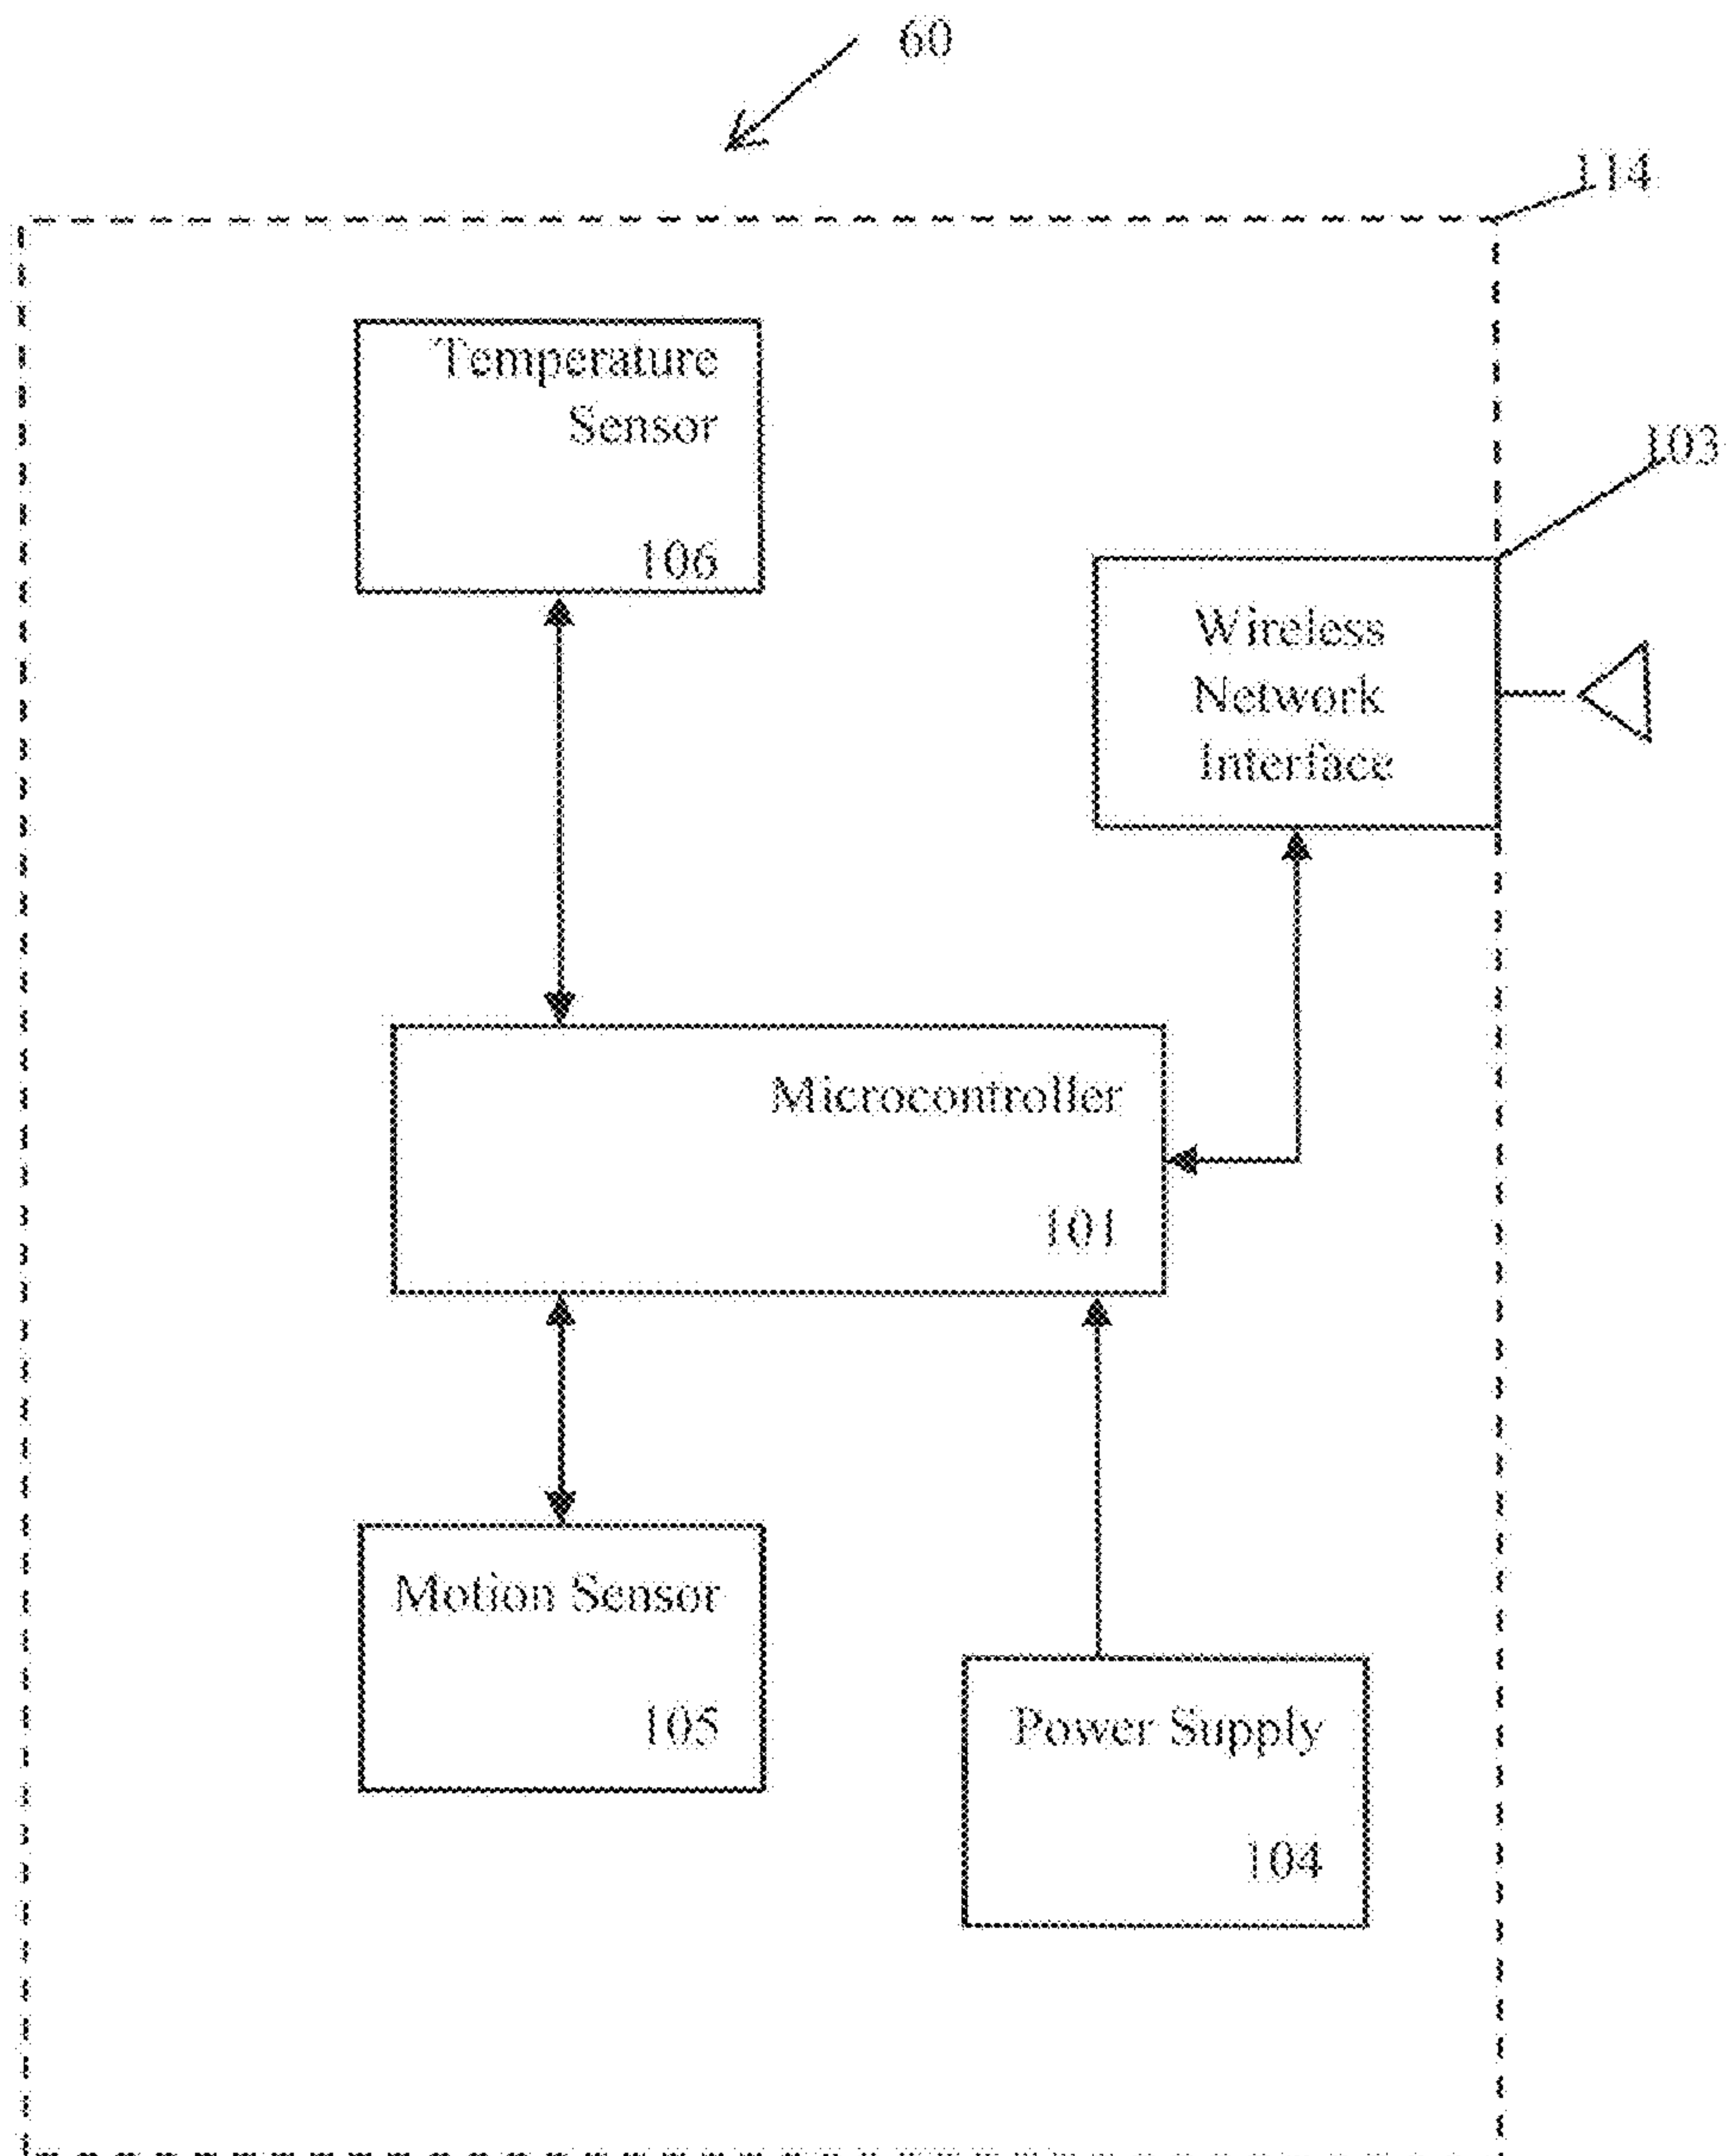 60
114
Temperature
Sensor
106
103
Wireless
Network
Interface
Microcontroller
101
Motion Sensor
105
Power Supply
104